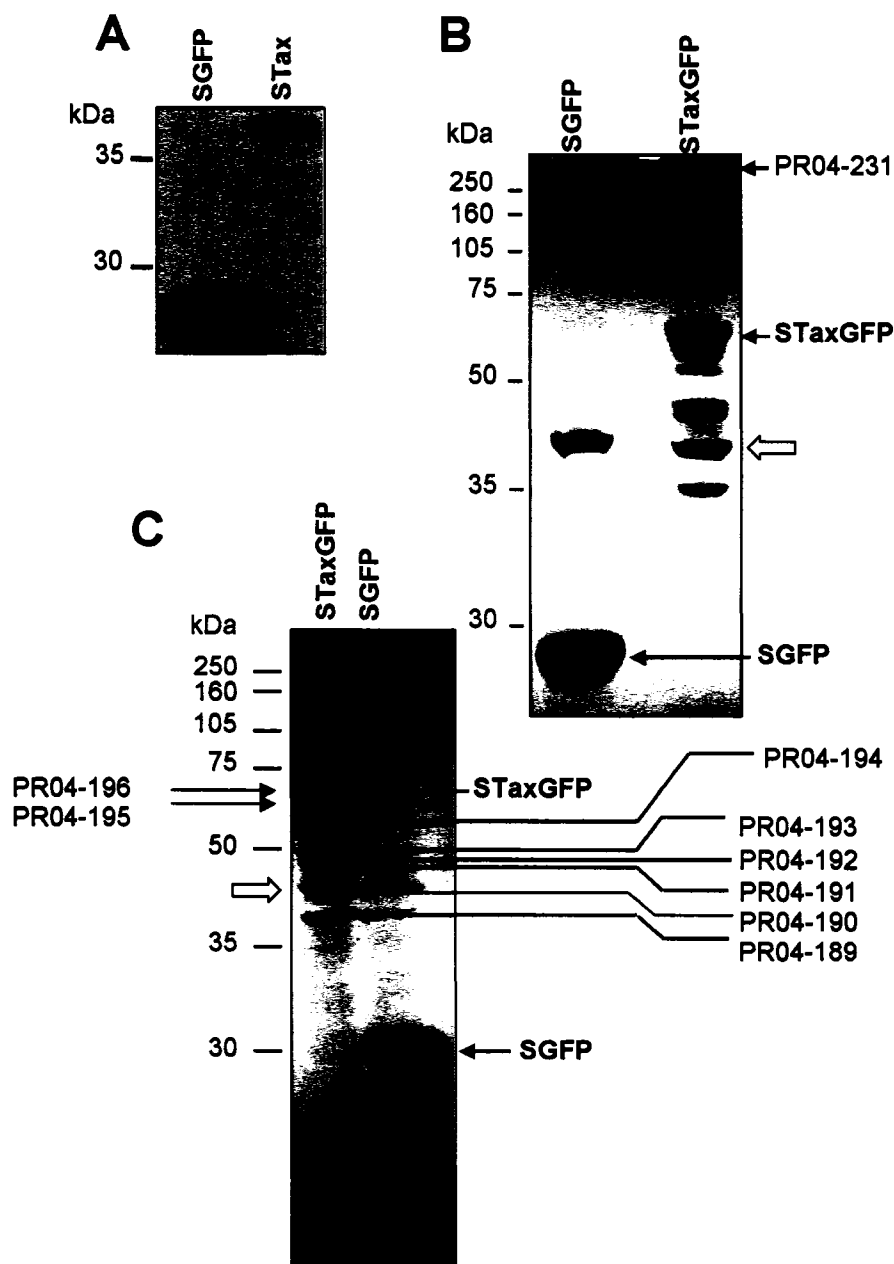 A
SGFP
STax
kDa
35
30
B
SGFP
STaxGFP
kDa
250
160
105
75
50
35
30
PR04-231
STaxGFP
SGFP
C
STaxGFP
SGFP
kDa
250
160
105
75
50
35
30
PR04-196
PR04-195
STaxGFP
SGFP
PR04-194
PR04-193
PR04-192
PR04-191
PR04-190
PR04-189